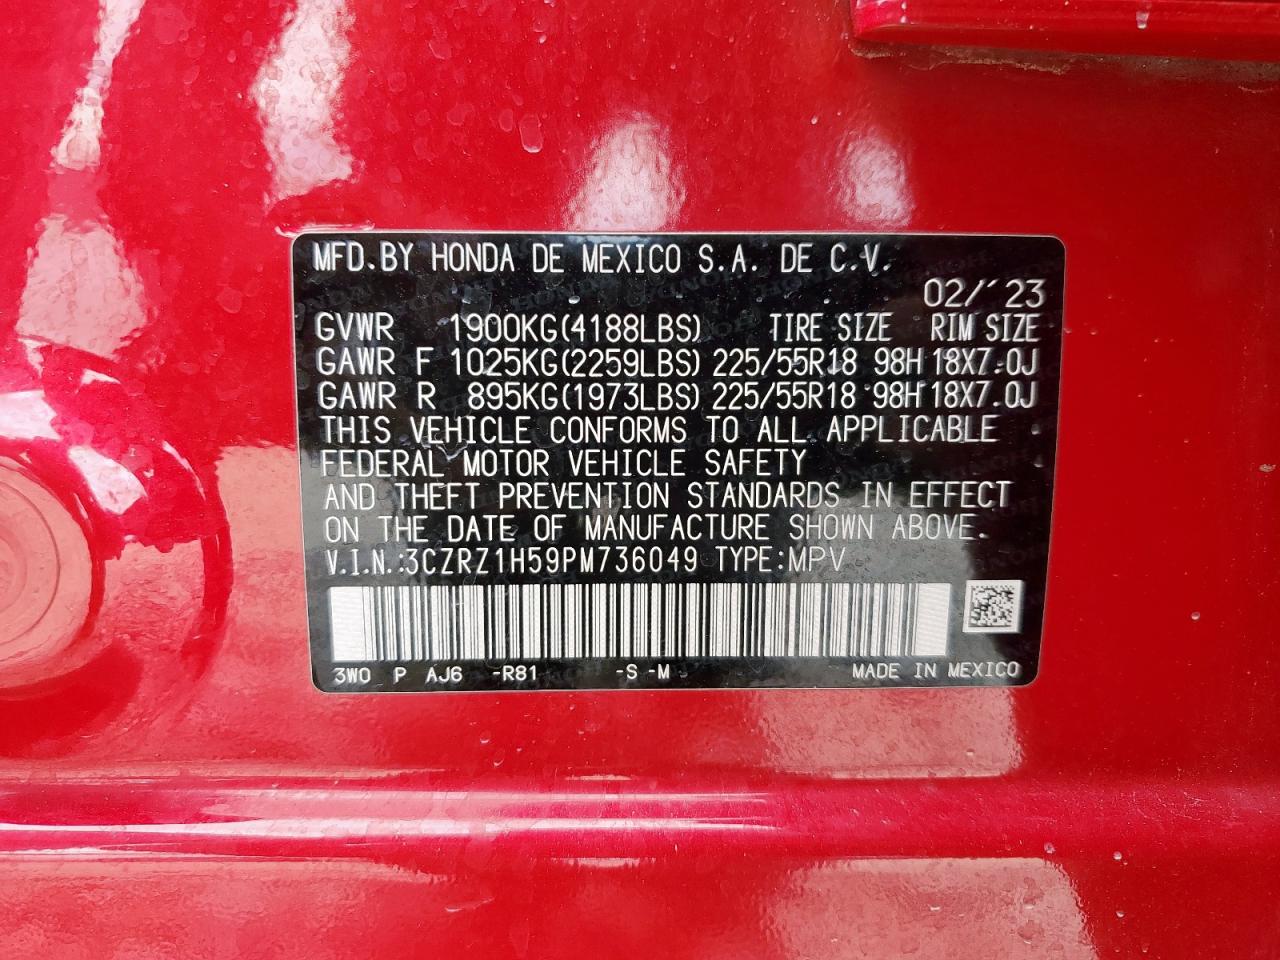 MFD.BY HONDA DE MEXICO S.A. DE C.V.
02/'23
GVWR 1900KG(4188LBS) TIRE SIZE RIM SIZE
GAWR F 1025KG(2259LBS) 225/55R18 98H 18X7.0J
GAWR R 895KG(1973LBS) 225/55R18 98H 18X7.0J
THIS VEHICLE CONFORMS TO ALL APPLICABLE
FEDERAL MOTOR VEHICLE SAFETY
AND THEFT PREVENTION STANDARDS IN EFFECT
ON THE DATE OF MANUFACTURE SHOWN ABOVE.
V.I.N.:3CZRZ1H59PM736049 TYPE:MPV
3W0 P AJ6 -R81 -S -M MADE IN MEXICO